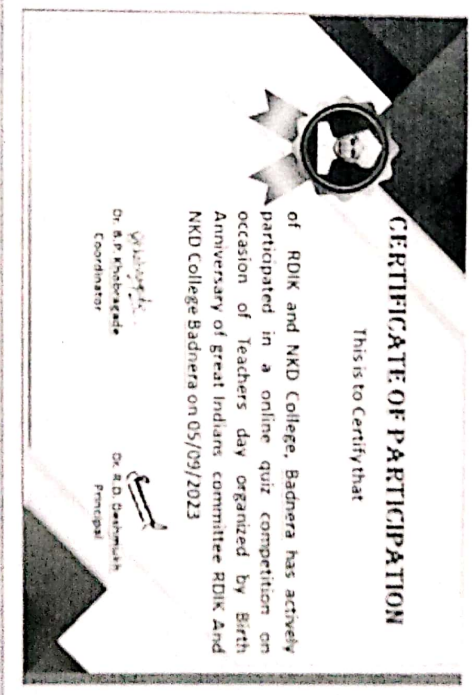 CERTIFICATE OF PARTICIPATION
This is to Certify that
of RDIK and NKD College, Badnera has actively
participated in a online quiz competition on
occasion of Teachers day organized by Birth
Anniversary of great Indians committee RDIK And
NKD College Badnera on 05/09/2023
Dr. B.P. Khobragade
Coordinator
Dr. R.D. Deshmukh
Principal